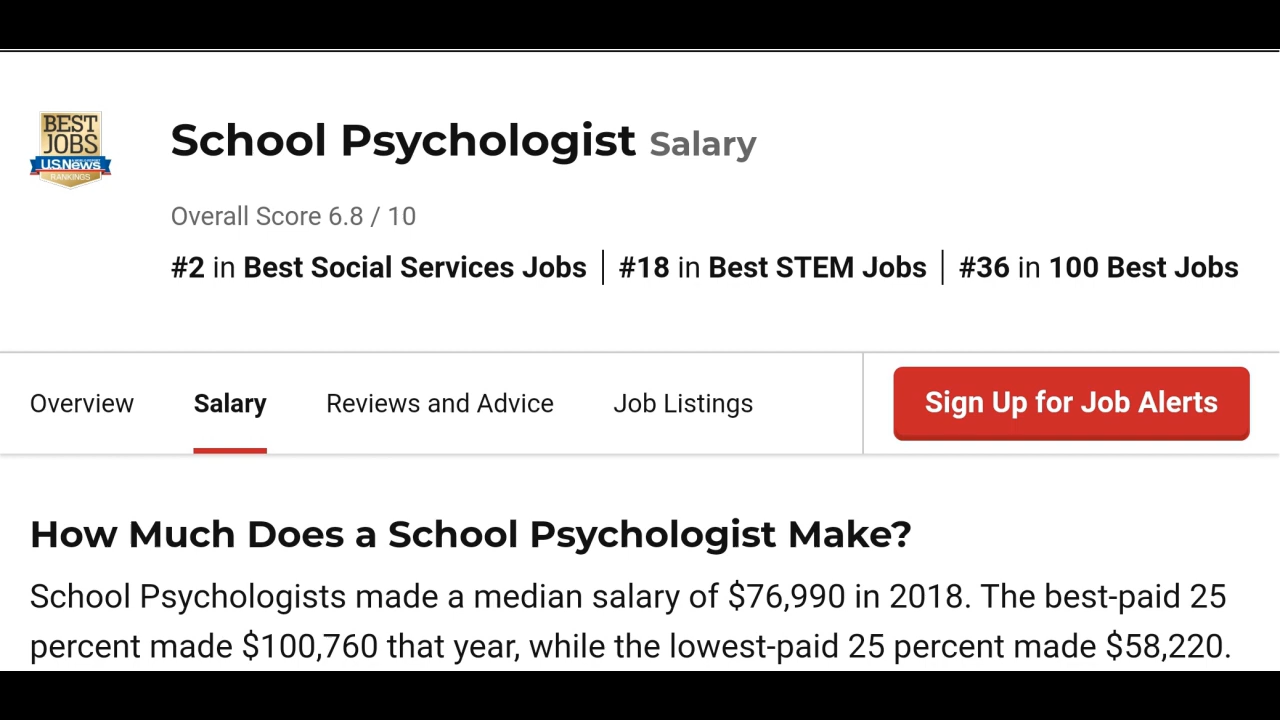 BEST
JOBS
U.S.News
RANKINGS
School Psychologist Salary
Overall Score 6.8 / 10
#2 in Best Social Services Jobs | #18 in Best STEM Jobs | #36 in 100 Best Jobs
Overview Salary Reviews and Advice Job Listings Sign Up for Job Alerts
How Much Does a School Psychologist Make?
School Psychologists made a median salary of $76,990 in 2018. The best-paid 25
percent made $100,760 that year, while the lowest-paid 25 percent made $58,220.